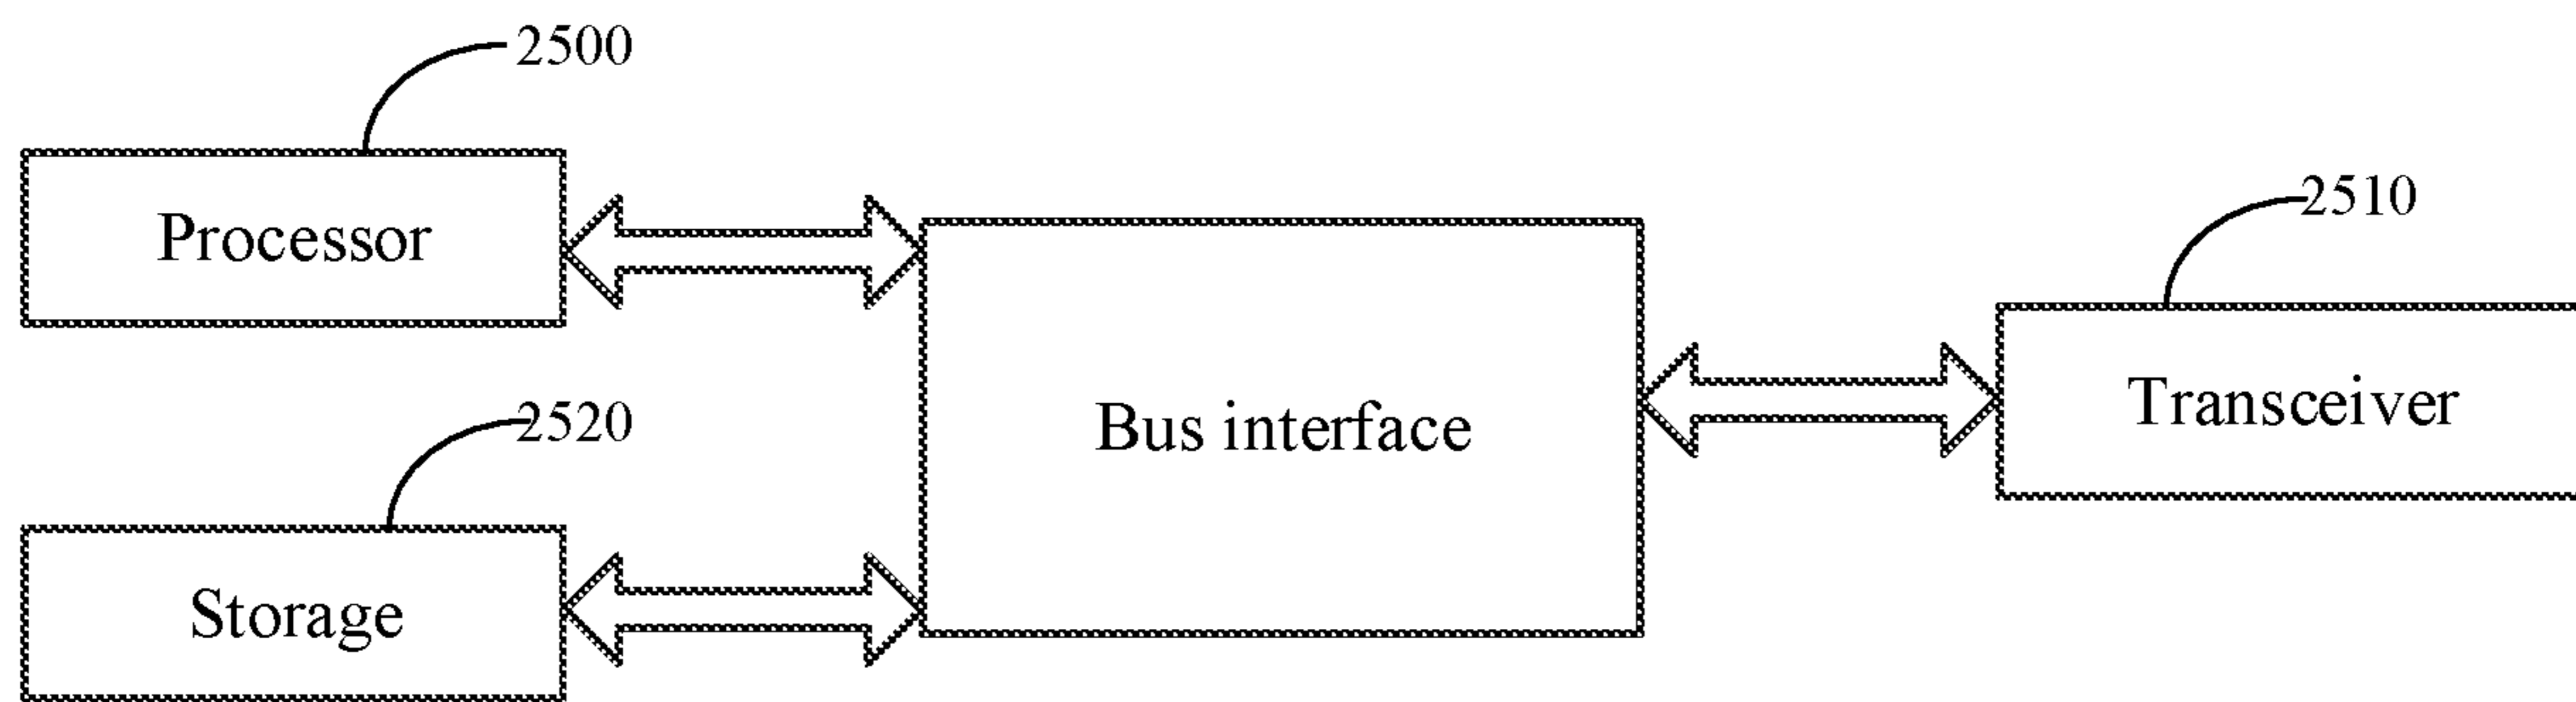 2500
Processor
2510
Transceiver
Bus interface
2520
Storage